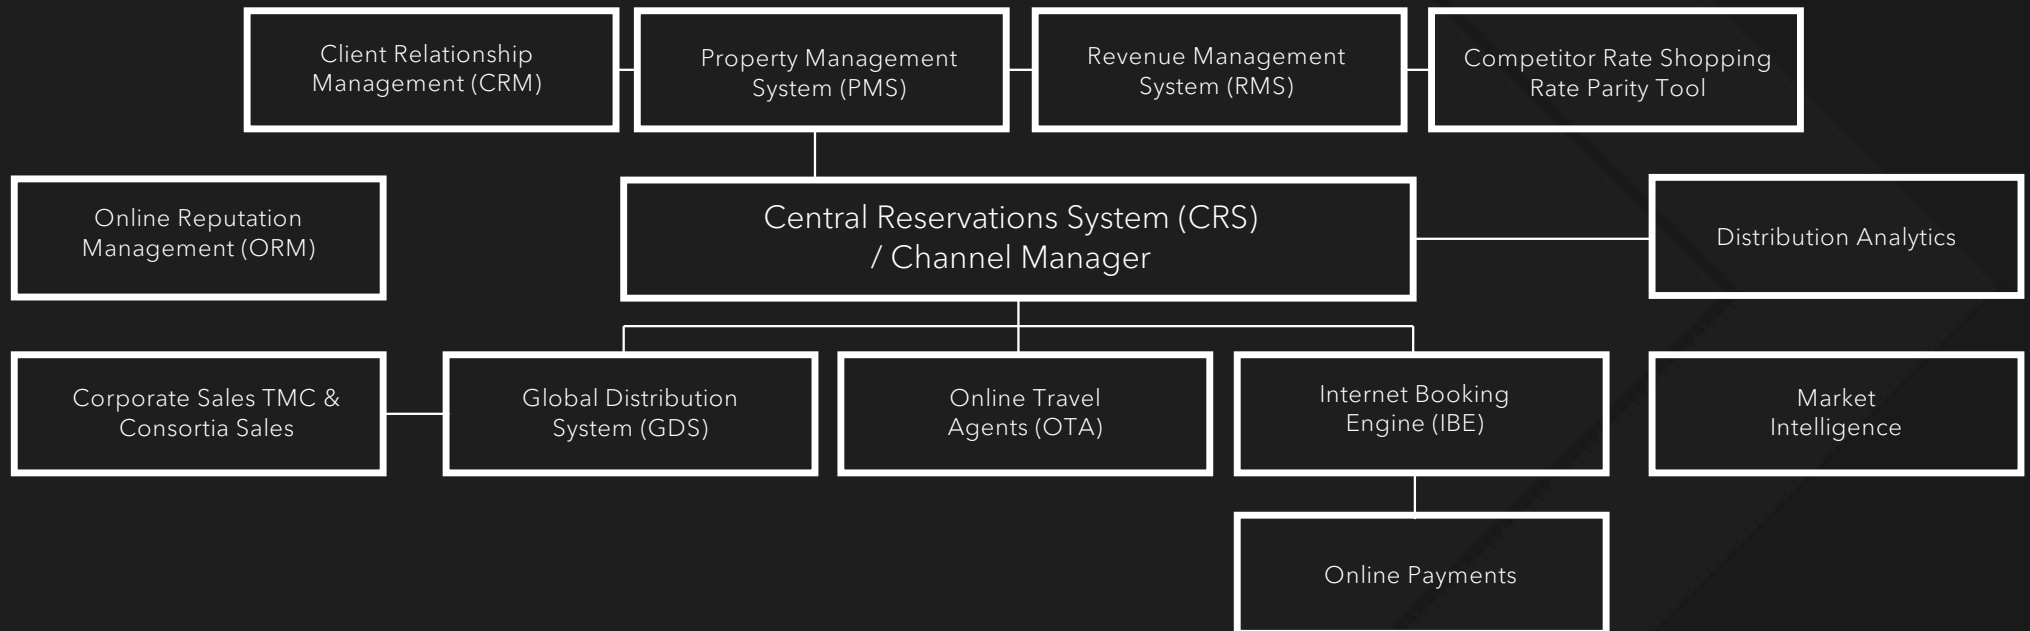 Client Relationship
Management (CRM)
Property Management
System (PMS)
Revenue Management
System (RMS)
Competitor Rate Shopping
Rate Parity Tool
Online Reputation
Management (ORM)
Central Reservations System (CRS)
/ Channel Manager
Distribution Analytics
Corporate Sales TMC &
Consortia Sales
Global Distribution
System (GDS)
Online Travel
Agents (OTA)
Internet Booking
Engine (IBE)
Market
Intelligence
Online Payments